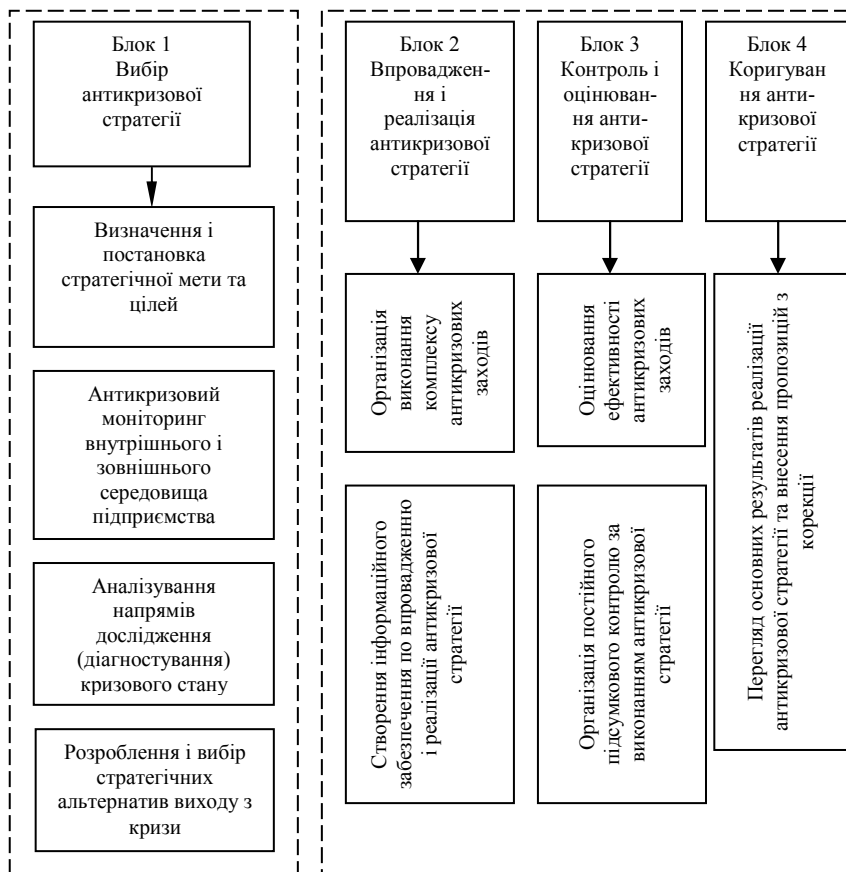 Блок 1
Вибір
антикризової
стратегії
Визначення і
постановка
стратегічної мети та
цілей
Антикризовий
моніторинг
внутрішнього і
зовнішнього
середовища
підприємства
Аналізування
напрямів
дослідження
(діагностування)
кризового стану
Розроблення і вибір
стратегічних
альтернатив виходу з
кризи
Блок 2
Впроваджен-
ня і
реалізація
антикризової
стратегії
Організація
виконання
комплексу
антикризових
заходів
Створення інформаційного
забезпечення по впровадженню
і реалізації антикризової
стратегії
Блок 3
Контроль і
оцінюван-
ня анти-
кризової
стратегії
Оцінювання
ефективності
антикризових
заходів
Організація постійного
підсумкового контролю за
виконанням антикризової
стратегії
Блок 4
Коригуван
ня анти-
кризової
стратегії
Перегляд основних результатів реалізації
антикризової стратегії та внесення пропозицій з
корекції